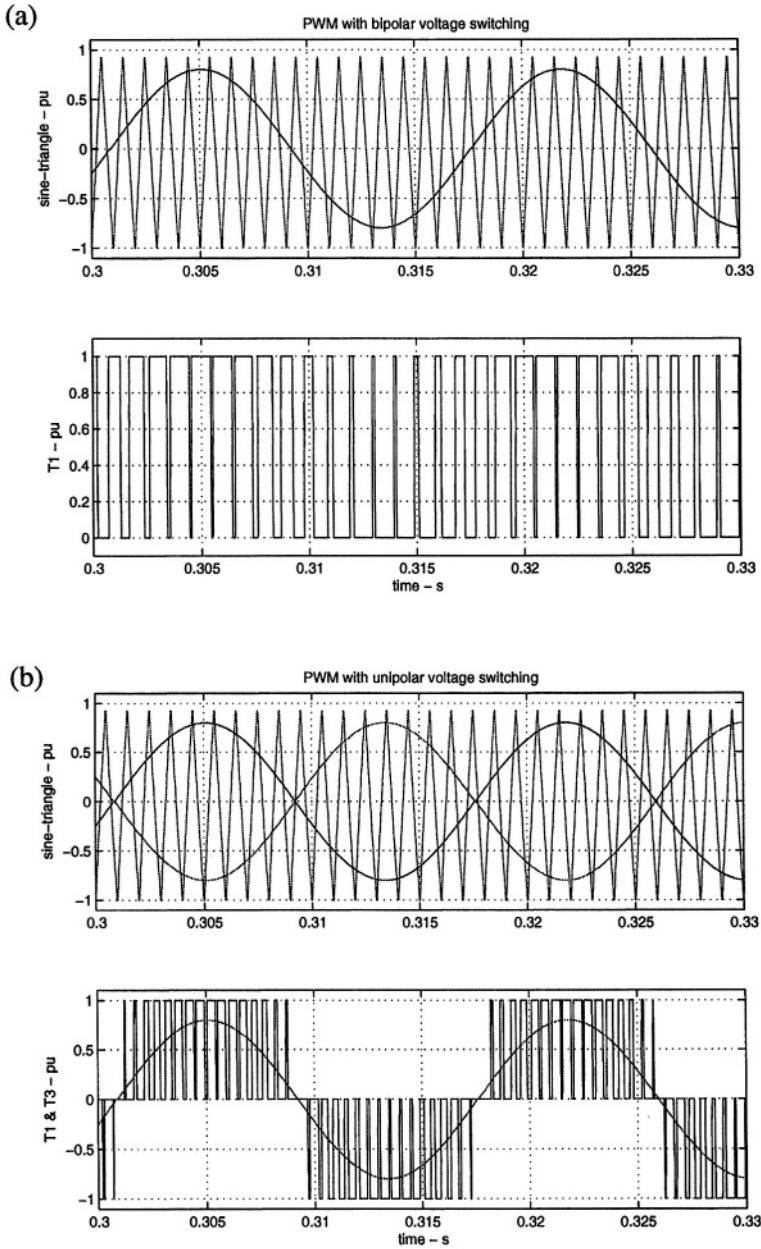 (a)
PWM with bipolar voltage switching
sine-triangle - pu
1
0.5
0
-0.5
-1
0.3 0.305 0.31 0.315 0.32 0.325 0.33
T1 - pu
1
0.8
0.6
0.4
0.2
0
0.3 0.305 0.31 0.315 0.32 0.325 0.33
time - s
(b)
PWM with unipolar voltage switching
sine-triangle - pu
1
0.5
0
-0.5
-1
0.3 0.305 0.31 0.315 0.32 0.325 0.33
T1 & T3 - pu
1
0.5
0
-0.5
-1
0.3 0.305 0.31 0.315 0.32 0.325 0.33
time - s